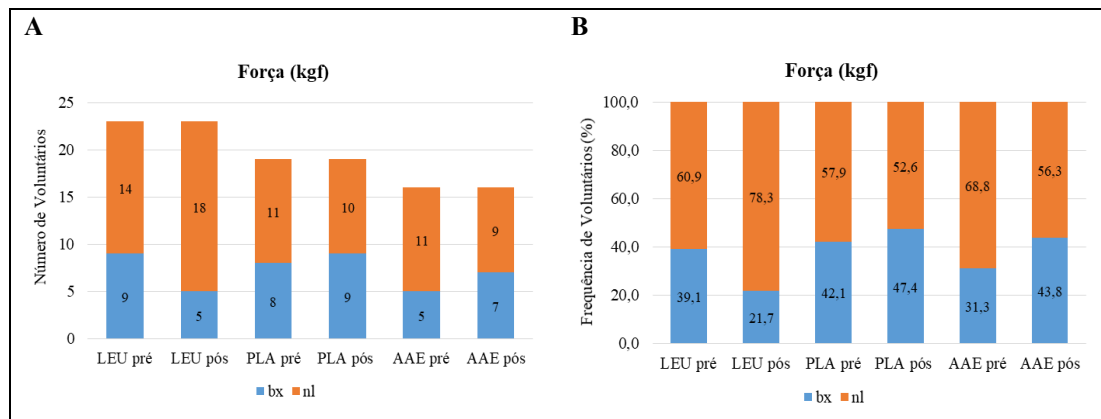 A
Força (kgf)
Número de Voluntários
25
20
15
10
5
0
14
18
11
10
11
9
9
5
8
9
5
7
LEU pré
LEU pós
PLA pré
PLA pós
AAE pré
AAE pós
bx
nl
B
Força (kgf)
Frequência de Voluntários (%)
100,0
80,0
60,0
40,0
20,0
0,0
60,9
78,3
57,9
52,6
68,8
56,3
39,1
21,7
42,1
47,4
31,3
43,8
LEU pré
LEU pós
PLA pré
PLA pós
AAE pré
AAE pós
bx
nl